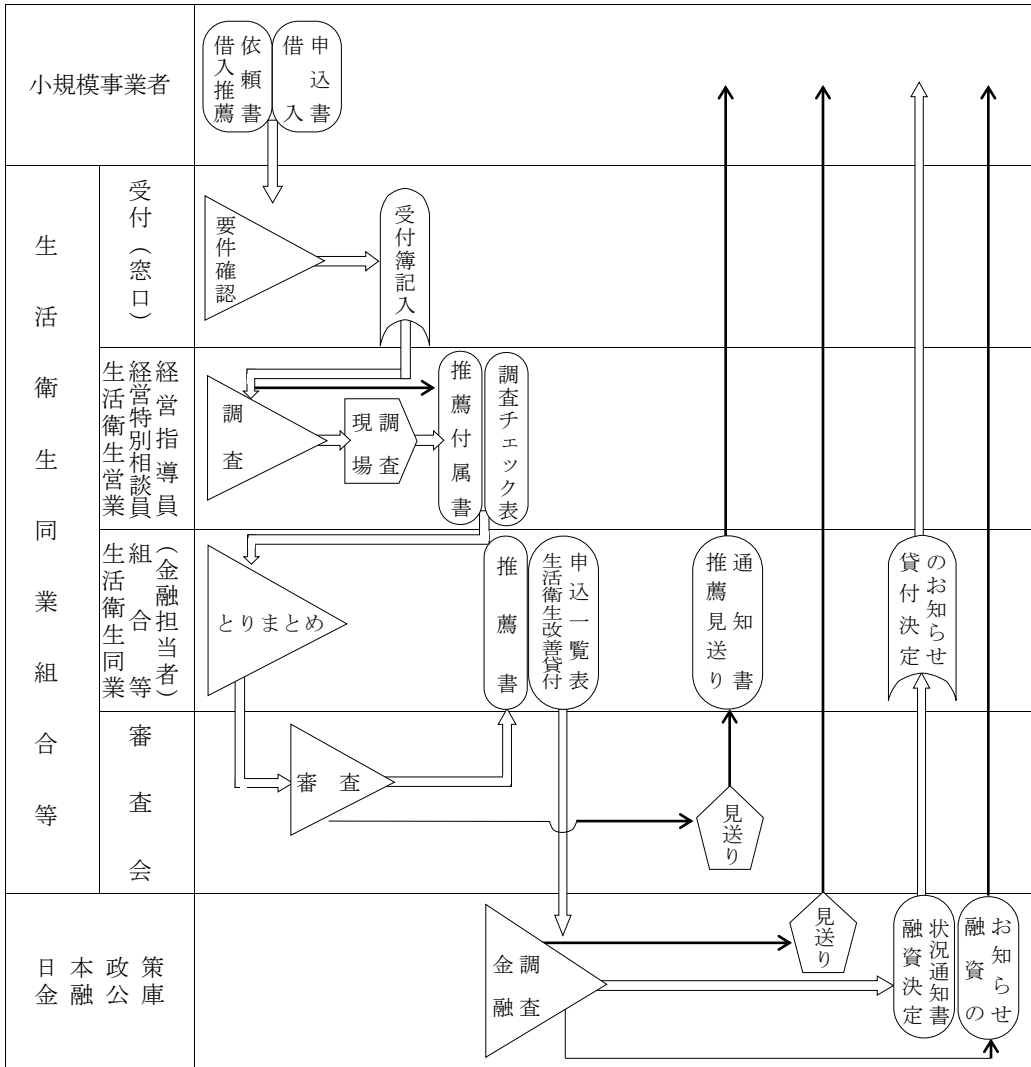 小規模事業者
借入推薦
依頼書
借入
申込書
生活衛生同業組合等
受付（窓口）
要件確認
受付簿記入
経営指導員
経営特別相談員
生活衛生営業
調査
現場
調査
推薦付属書
調査チェック表
（金融担当者）
組合等
生活衛生同業
とりまとめ
推薦書
生活衛生改善貸付
申込一覧表
推薦見送り
通知書
貸付決定
のお知らせ
審査会
審査
見送り
日本政策
金融公庫
金融
調査
見送り
融資決定
状況通知書
融資の
お知らせ